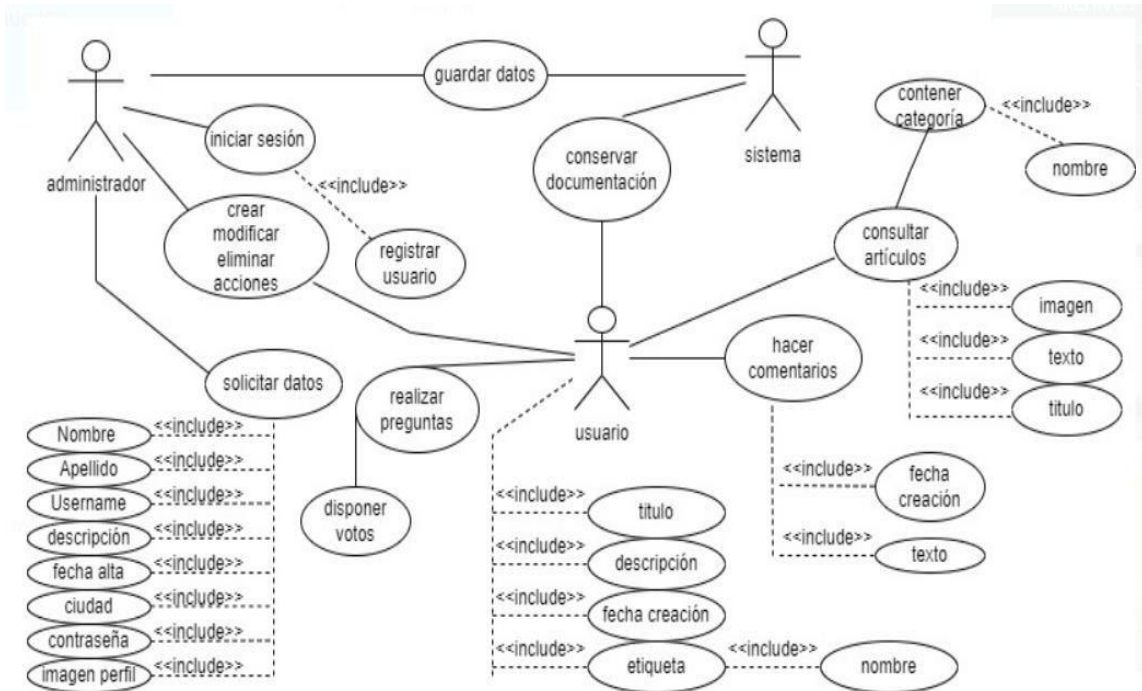 guardar datos
administrador
sistema
iniciar sesión
<<include>>
registrar
usuario
crear
modificar
eliminar
acciones
conservar
documentación
contener
categoría
<<include>>
nombre
consultar
artículos
<<include>>
imagen
<<include>>
texto
<<include>>
titulo
usuario
hacer
comentarios
<<include>>
fecha
creación
<<include>>
texto
realizar
preguntas
disponer
votos
solicitar datos
Nombre
<<include>>
Apellido
<<include>>
Username
<<include>>
descripción
<<include>>
fecha alta
<<include>>
ciudad
<<include>>
contraseña
<<include>>
imagen perfil
<<include>>
<<include>>
titulo
<<include>>
descripción
<<include>>
fecha creación
<<include>>
etiqueta
<<include>>
nombre